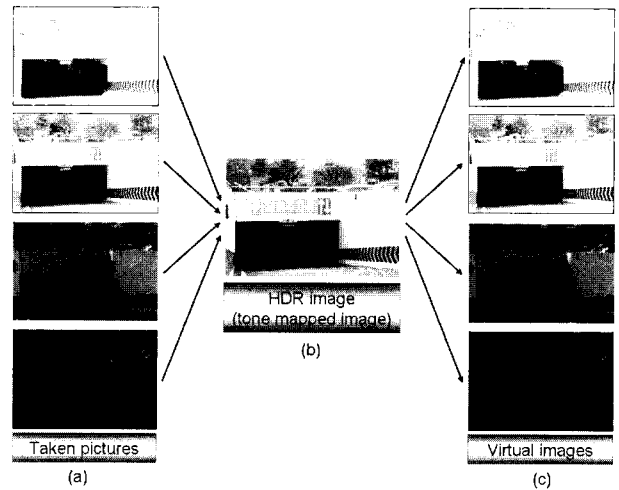 HDR image
(tone mapped image)
(b)
Taken pictures
(a)
Virtual images
(c)